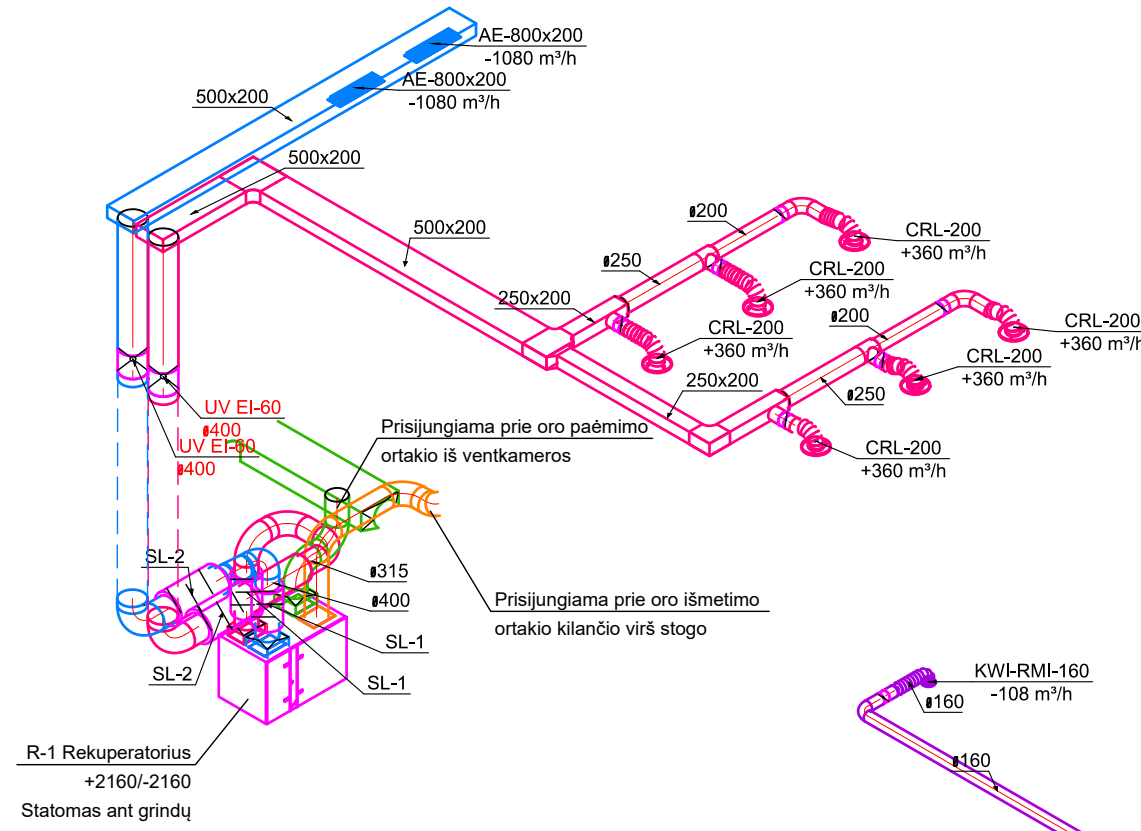 AE-800x200
-1080 m³/h
AE-800x200
-1080 m³/h
500x200
500x200
500x200
ø200
CRL-200
+360 m³/h
ø250
CRL-200
+360 m³/h
250x200
CRL-200
+360 m³/h
ø200
CRL-200
+360 m³/h
CRL-200
+360 m³/h
ø250
250x200
CRL-200
+360 m³/h
UV EI-60
ø400
UV EI-60
ø400
Prisijungiama prie oro paėmimo
ortakio iš ventkameros
SL-2
ø315
ø400
Prisijungiama prie oro išmetimo
ortakio kilančio virš stogo
SL-1
SL-2
SL-1
KWI-RMI-160
-108 m³/h
ø160
ø160
R-1 Rekuperatorius
+2160/-2160
Statomas ant grindų